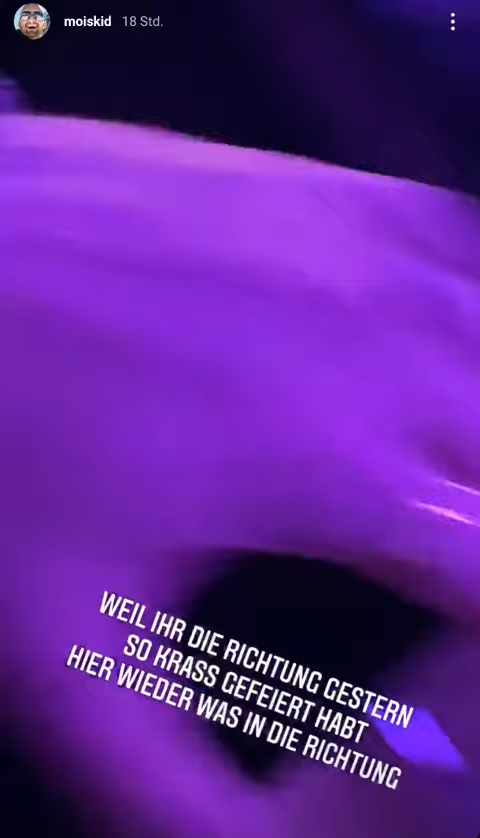 moiskid 18 Std.
WEIL IHR DIE RICHTUNG GESTERN
SO KRASS GEFEIERT HABT
HIER WIEDER WAS IN DIE RICHTUNG